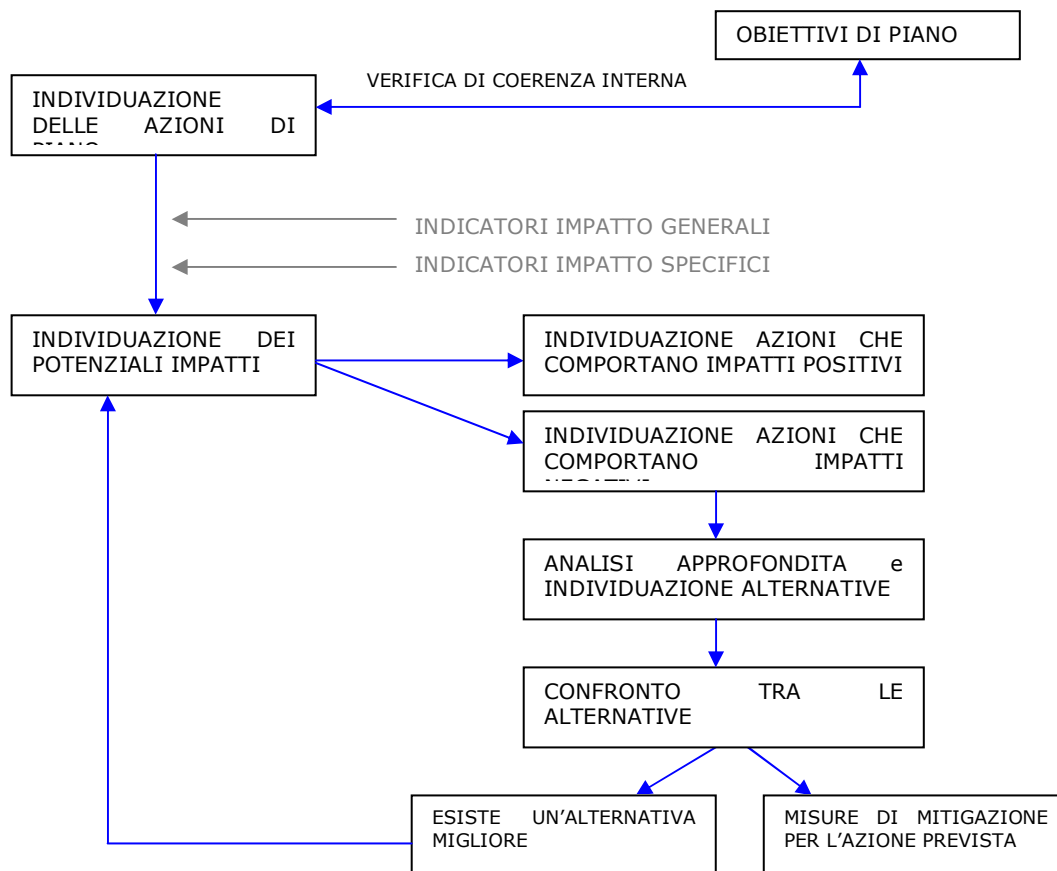 OBIETTIVI DI PIANO
VERIFICA DI COERENZA INTERNA
INDIVIDUAZIONE
DELLE AZIONI DI
INDICATORI IMPATTO GENERALI
INDICATORI IMPATTO SPECIFICI
INDIVIDUAZIONE DEI
POTENZIALI IMPATTI
INDIVIDUAZIONE AZIONI CHE
COMPORTANO IMPATTI POSITIVI
INDIVIDUAZIONE AZIONI CHE
COMPORTANO IMPATTI
ANALISI APPROFONDITA e
INDIVIDUAZIONE ALTERNATIVE
CONFRONTO TRA LE
ALTERNATIVE
ESISTE UN'ALTERNATIVA
MIGLIORE
MISURE DI MITIGAZIONE
PER L'AZIONE PREVISTA